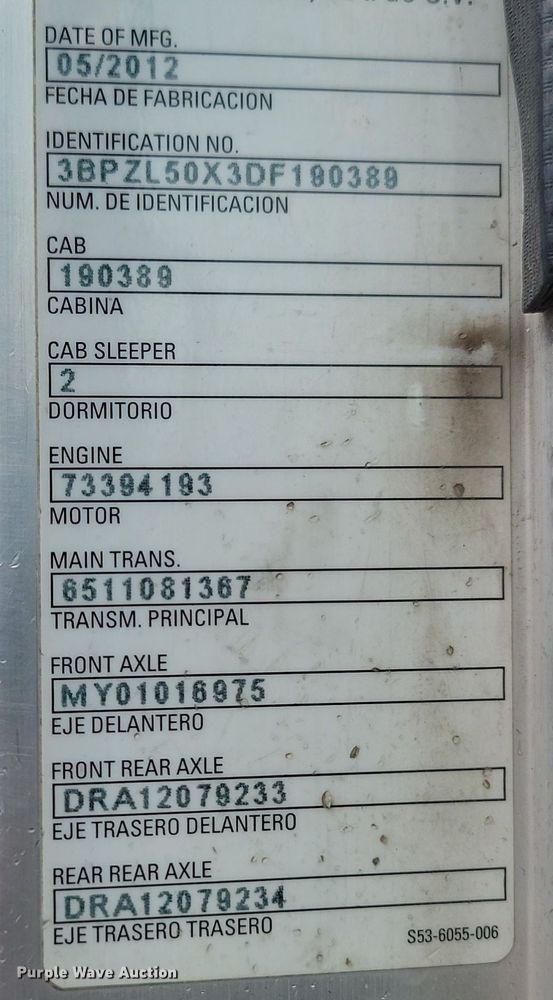 DATE OF MFG.
05/2012
FECHA DE FABRICACION
IDENTIFICATION NO.
3BPZL50X3DF190389
NUM. DE IDENTIFICACION
CAB
190389
CABINA
CAB SLEEPER
2
DORMITORIO
ENGINE
73394193
MOTOR
MAIN TRANS.
6511081367
TRANSM. PRINCIPAL
FRONT AXLE
MY01016975
EJE DELANTERO
FRONT REAR AXLE
DRA12079233
EJE TRASERO DELANTERO
REAR REAR AXLE
DRA12079234
EJE TRASERO TRASERO
S53-6055-006
Purple Wave Auction